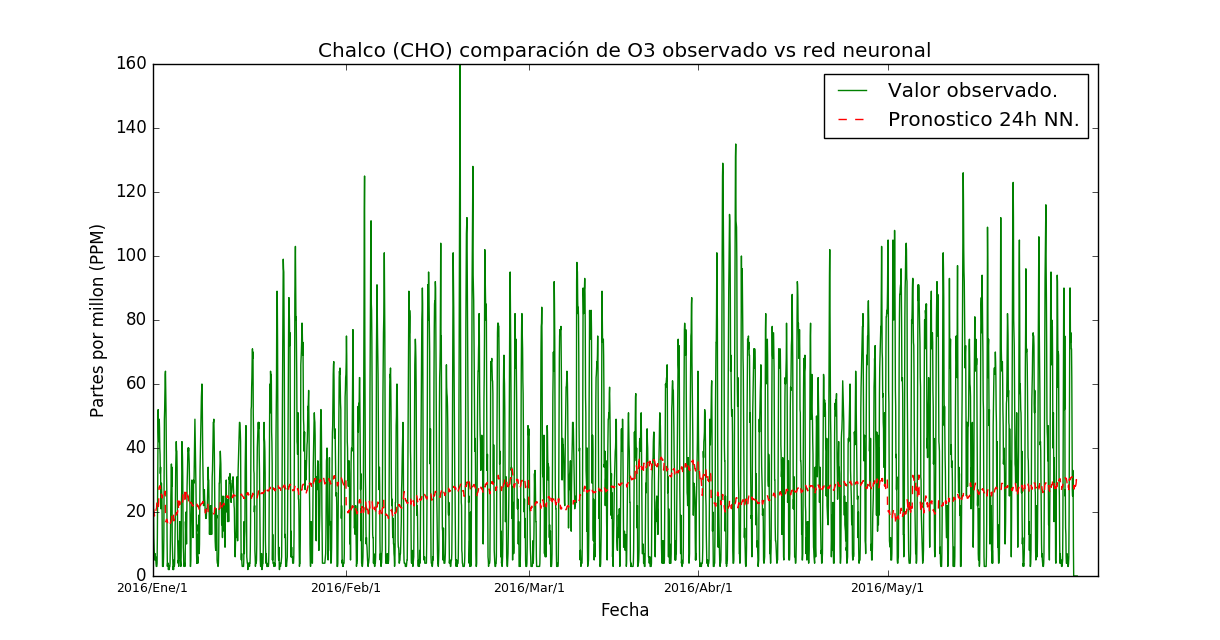 Chalco (CHO) comparación de O3 observado vs red neuronal
Valor observado.
Pronostico 24h NN.
Partes por millon (PPM)
160
140
120
100
80
60
40
20
0
2016/Ene/1 2016/Feb/1 2016/Mar/1 2016/Abr/1 2016/May/1
Fecha